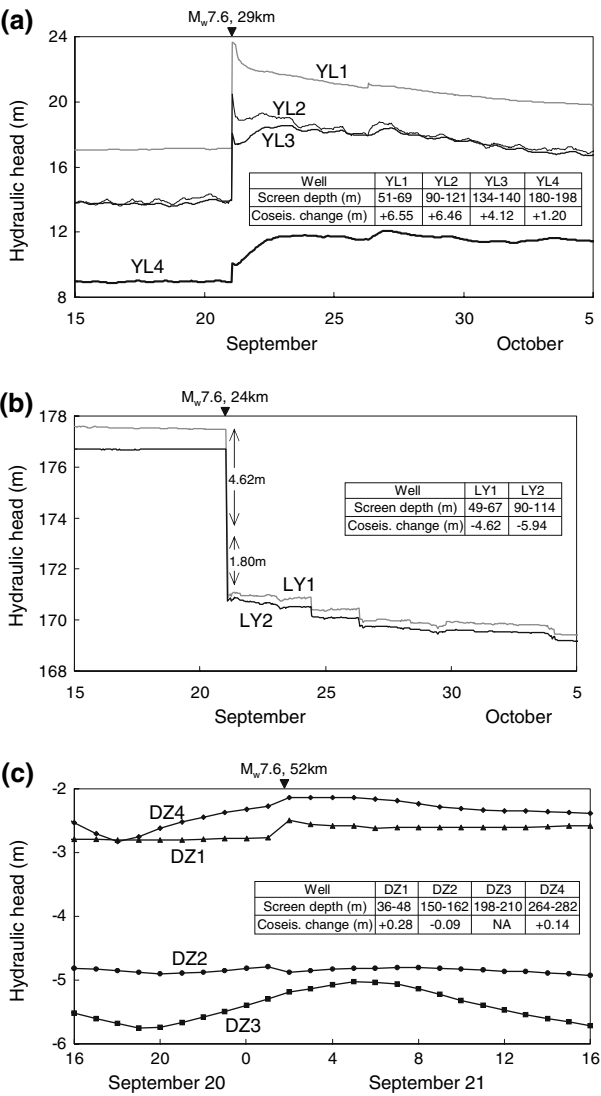 (a)
Mw7.6, 29km
24
20
16
12
8
Hydraulic head (m)
YL1
YL2
YL3
YL4
Well YL1 YL2 YL3 YL4
Screen depth (m) 51-69 90-121 134-140 180-198
Coseis. change (m) +6.55 +6.46 +4.12 +1.20
15 20 25 30 5
September October
(b)
Mw7.6, 24km
178
176
174
172
170
168
Hydraulic head (m)
4.62m
1.80m
LY1
LY2
Well LY1 LY2
Screen depth (m) 49-67 90-114
Coseis. change (m) -4.62 -5.94
15 20 25 30 5
September October
(c)
Mw7.6, 52km
-2
-3
-4
-5
-6
Hydraulic head (m)
DZ4
DZ1
Well DZ1 DZ2 DZ3 DZ4
Screen depth (m) 36-48 150-162 198-210 264-282
Coseis. change (m) +0.28 -0.09 NA +0.14
DZ2
DZ3
16 20 0 4 8 12 16
September 20 September 21